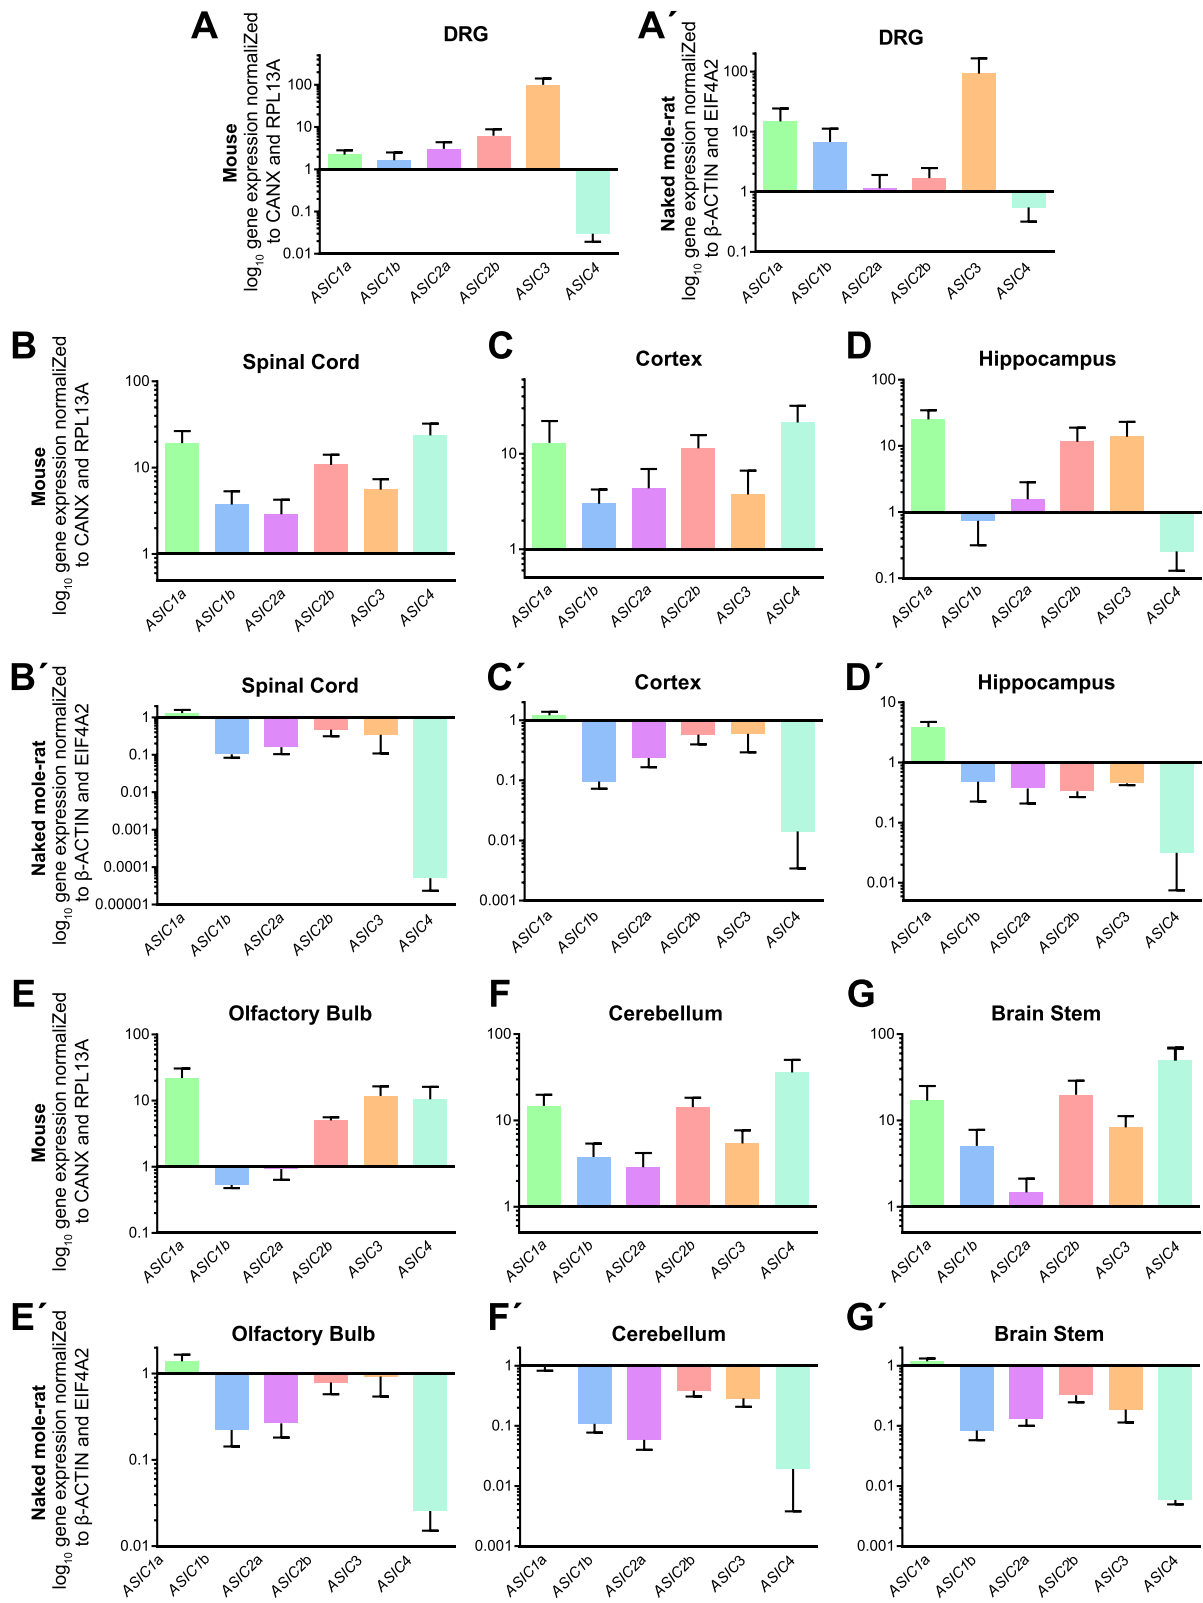 A
DRG
Mouse
log10 gene expression normaliZed
to CANX and RPL13A
100
10
1
0.1
0.01
ASIC1a
ASIC1b
ASIC2a
ASIC2b
ASIC3
ASIC4
A´
DRG
Naked mole-rat
log10 gene expression normaliZed
to β-ACTIN and EIF4A2
100
10
1
0.1
ASIC1a
ASIC1b
ASIC2a
ASIC2b
ASIC3
ASIC4
B
Spinal Cord
Mouse
log10 gene expression normaliZed
to CANX and RPL13A
100
10
1
ASIC1a
ASIC1b
ASIC2a
ASIC2b
ASIC3
ASIC4
C
Cortex
10
1
ASIC1a
ASIC1b
ASIC2a
ASIC2b
ASIC3
ASIC4
D
Hippocampus
100
10
1
0.1
ASIC1a
ASIC1b
ASIC2a
ASIC2b
ASIC3
ASIC4
B´
Spinal Cord
Naked mole-rat
log10 gene expression normaliZed
to β-ACTIN and EIF4A2
1
0.1
0.01
0.001
0.0001
0.00001
ASIC1a
ASIC1b
ASIC2a
ASIC2b
ASIC3
ASIC4
C´
Cortex
1
0.1
0.01
0.001
ASIC1a
ASIC1b
ASIC2a
ASIC2b
ASIC3
ASIC4
D´
Hippocampus
10
1
0.1
0.01
ASIC1a
ASIC1b
ASIC2a
ASIC2b
ASIC3
ASIC4
E
Olfactory Bulb
Mouse
log10 gene expression normaliZed
to CANX and RPL13A
100
10
1
0.1
ASIC1a
ASIC1b
ASIC2a
ASIC2b
ASIC3
ASIC4
F
Cerebellum
100
10
1
ASIC1a
ASIC1b
ASIC2a
ASIC2b
ASIC3
ASIC4
G
Brain Stem
100
10
1
ASIC1a
ASIC1b
ASIC2a
ASIC2b
ASIC3
ASIC4
E´
Olfactory Bulb
Naked mole-rat
log10 gene expression normaliZed
to β-ACTIN and EIF4A2
1
0.1
0.01
ASIC1a
ASIC1b
ASIC2a
ASIC2b
ASIC3
ASIC4
F´
Cerebellum
1
0.1
0.01
0.001
ASIC1a
ASIC1b
ASIC2a
ASIC2b
ASIC3
ASIC4
G´
Brain Stem
1
0.1
0.01
0.001
ASIC1a
ASIC1b
ASIC2a
ASIC2b
ASIC3
ASIC4